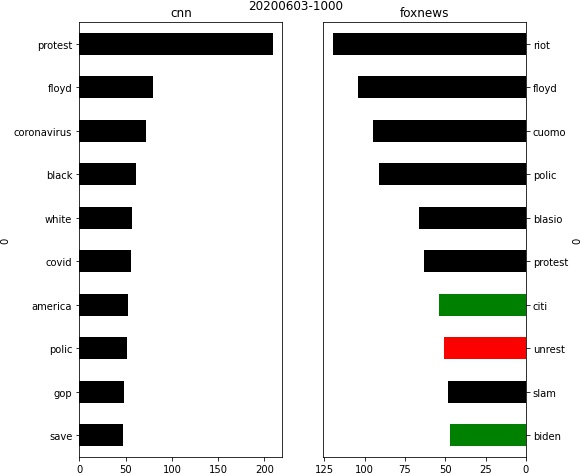 20200603-1000
cnn
foxnews
protest
floyd
coronavirus
black
white
covid
america
polic
gop
save
0
0 50 100 150 200
riot
floyd
cuomo
polic
blasio
protest
citi
unrest
slam
biden
0
125 100 75 50 25 0